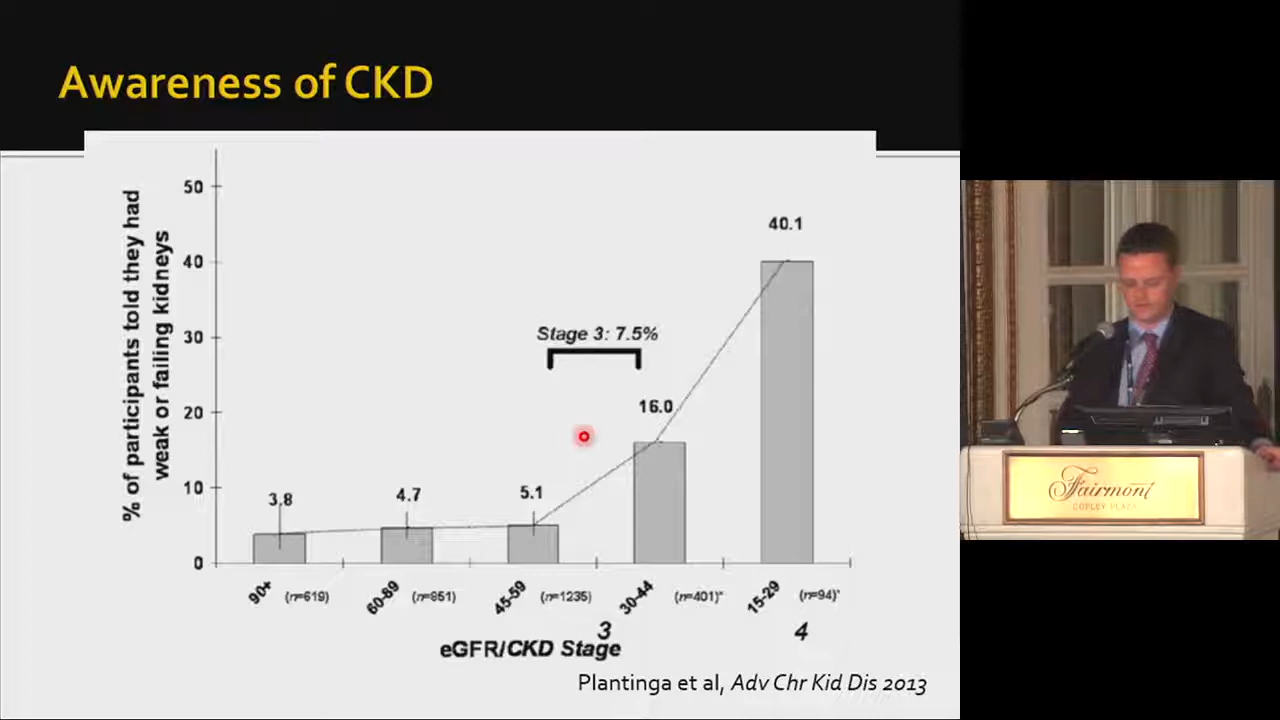 Awareness of CKD
% of participants told they had
weak or failing kidneys
50
40
30
20
10
0
40.1
Stage 3: 7.5%
16.0
5.1
4.7
3.8
90+ (n=619)
60-89 (n=851)
45-59 (n=1235)
30-44 (n=401)*
15-29 (n=94)*
3
4
eGFR/CKD Stage
Plantinga et al, Adv Chr Kid Dis 2013
Fairmont
COPLEY PLAZA